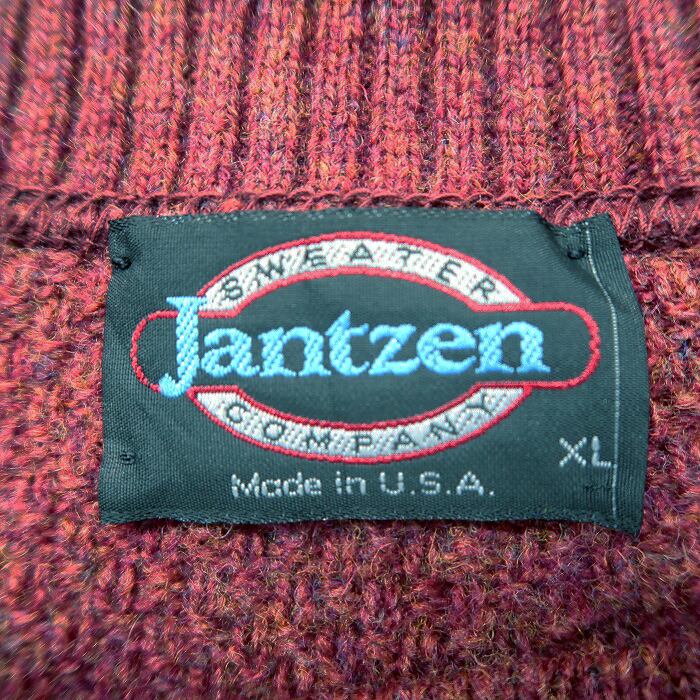 SWEATER
Jantzen
COMPANY
XL
Made in U.S.A.